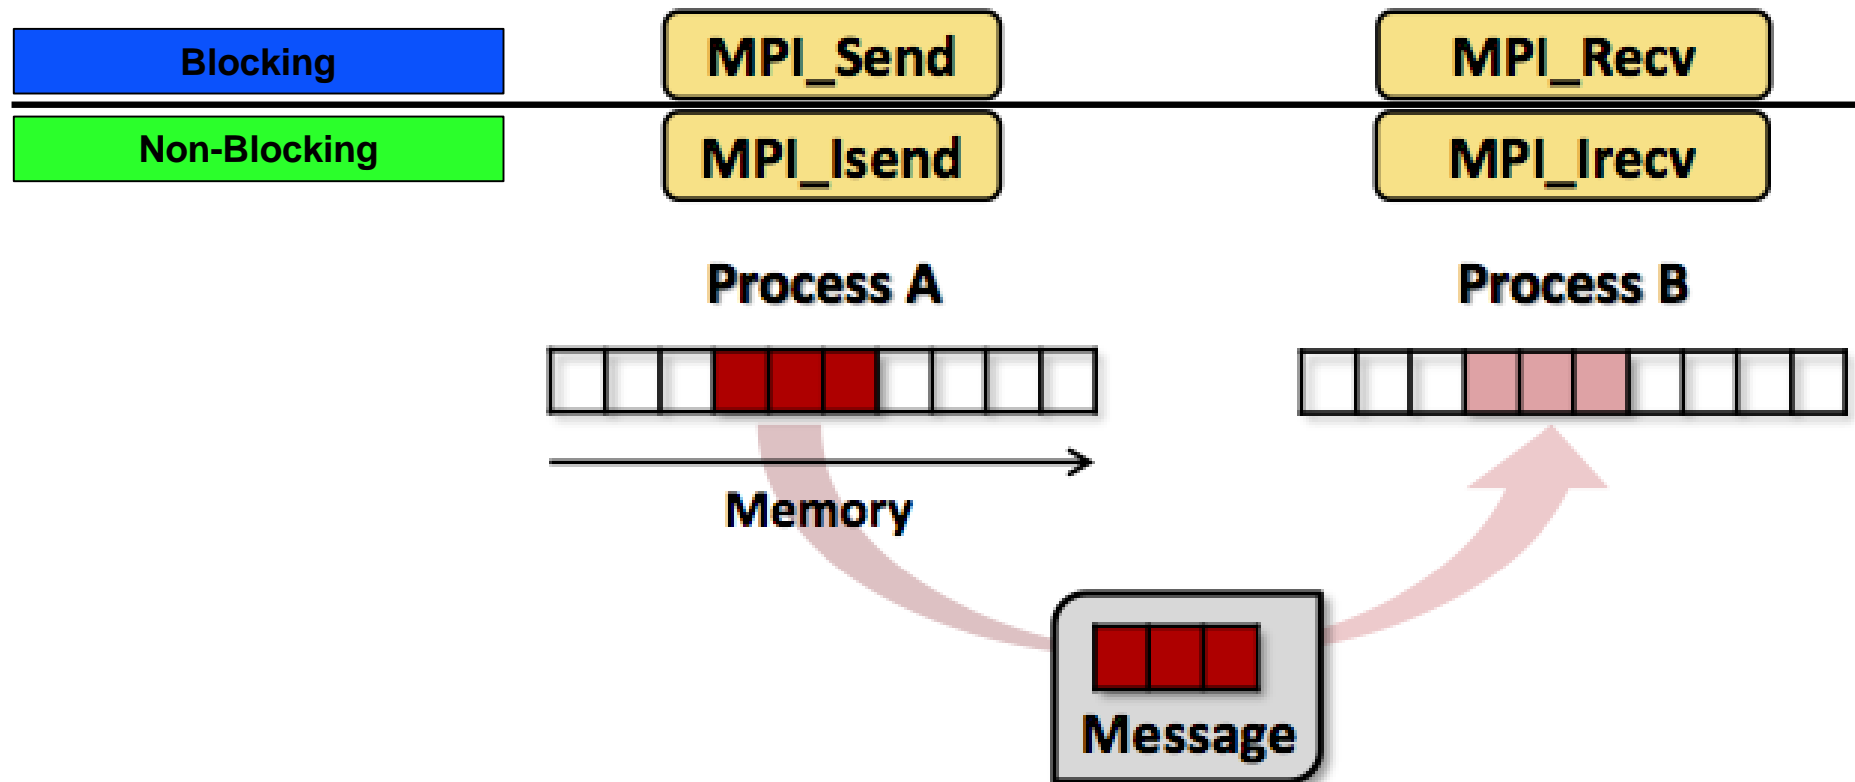 Blocking
MPI_Send
MPI_Recv
Non-Blocking
MPI_Isend
MPI_Irecv
Process A
Process B
Memory
Message